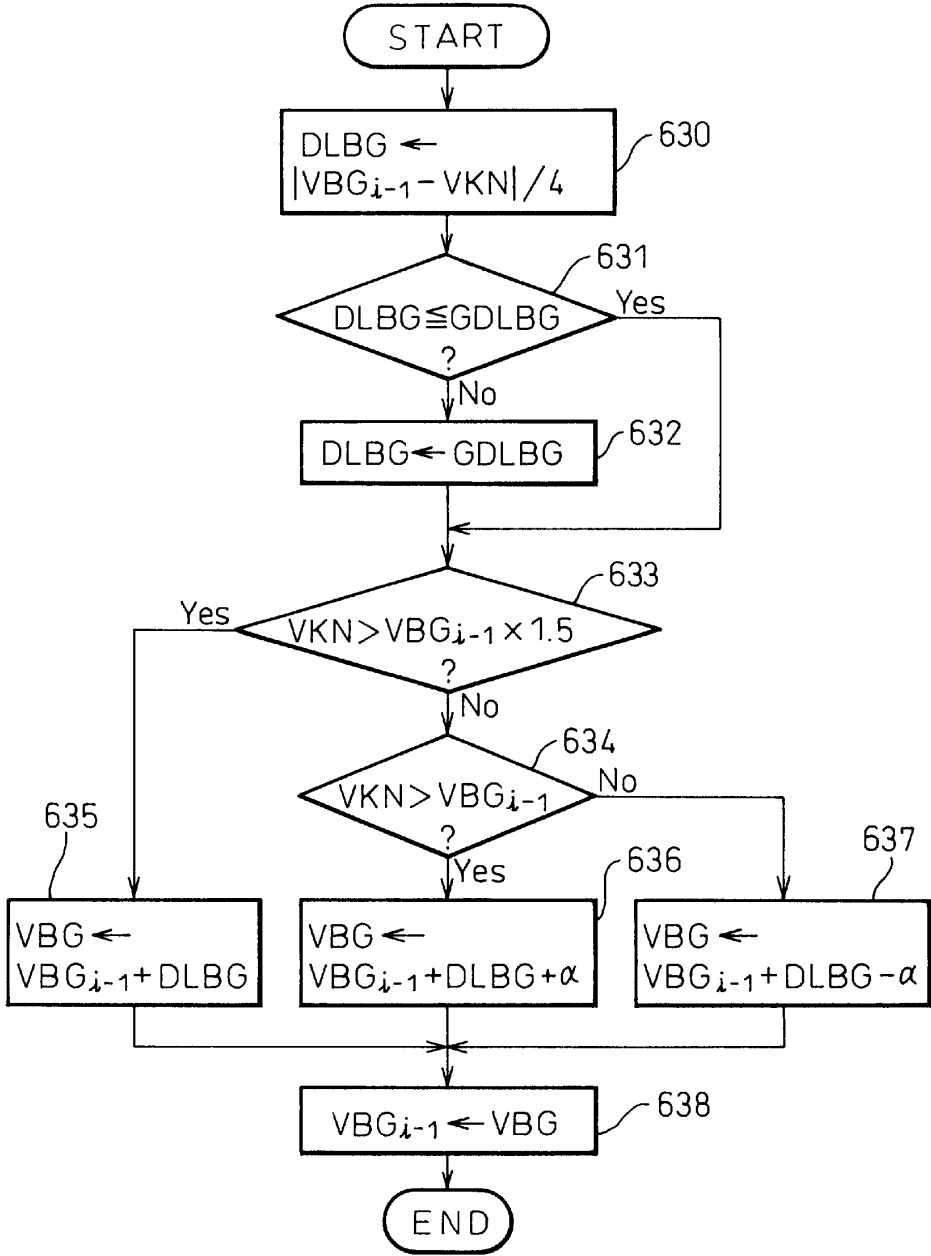 START
630
DLBG ←
|VBGi-1 − VKN| / 4
631
DLBG ≦ GDLBG
?
Yes
No
632
DLBG ← GDLBG
633
VKN > VBGi-1 × 1.5
?
Yes
No
634
VKN > VBGi-1
?
No
Yes
635
VBG ←
VBGi-1 + DLBG
636
VBG ←
VBGi-1 + DLBG + α
637
VBG ←
VBGi-1 + DLBG − α
638
VBGi-1 ← VBG
END